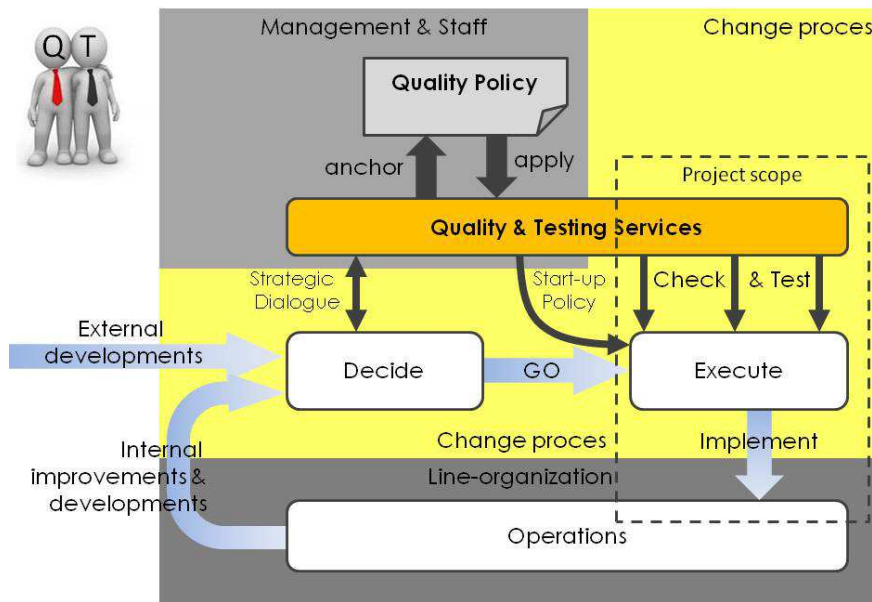 Q T
Management & Staff
Change proces
Quality Policy
anchor
apply
Project scope
Quality & Testing Services
Strategic
Dialogue
Start-up
Policy
Check
& Test
External
developments
Decide
GO
Execute
Internal
improvements &
developments
Change proces
Implement
Line-organization
Operations